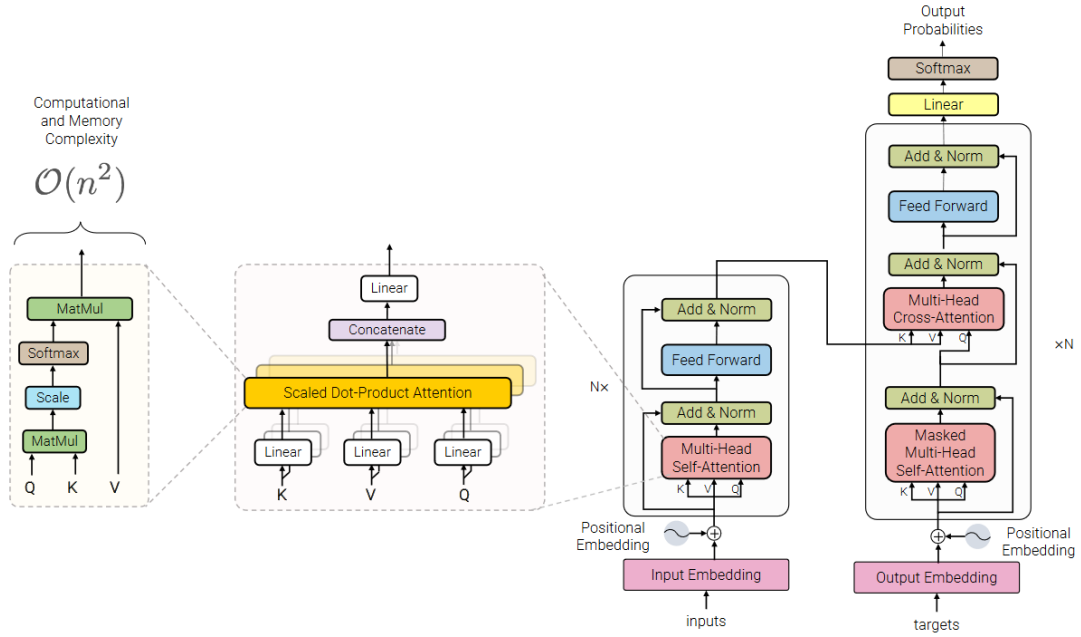 Computational
and Memory
Complexity
O(n²)
MatMul
Softmax
Scale
MatMul
Q
K
V
Linear
Concatenate
Scaled Dot-Product Attention
Linear
Linear
Linear
K
V
Q
N×
Add & Norm
Feed Forward
Add & Norm
Multi-Head
Self-Attention
K
V
Q
Positional
Embedding
Input Embedding
inputs
Output
Probabilities
Softmax
Linear
Add & Norm
Feed Forward
Add & Norm
Multi-Head
Cross-Attention
K
V
Q
×N
Add & Norm
Masked
Multi-Head
Self-Attention
K
V
Q
Positional
Embedding
Output Embedding
targets